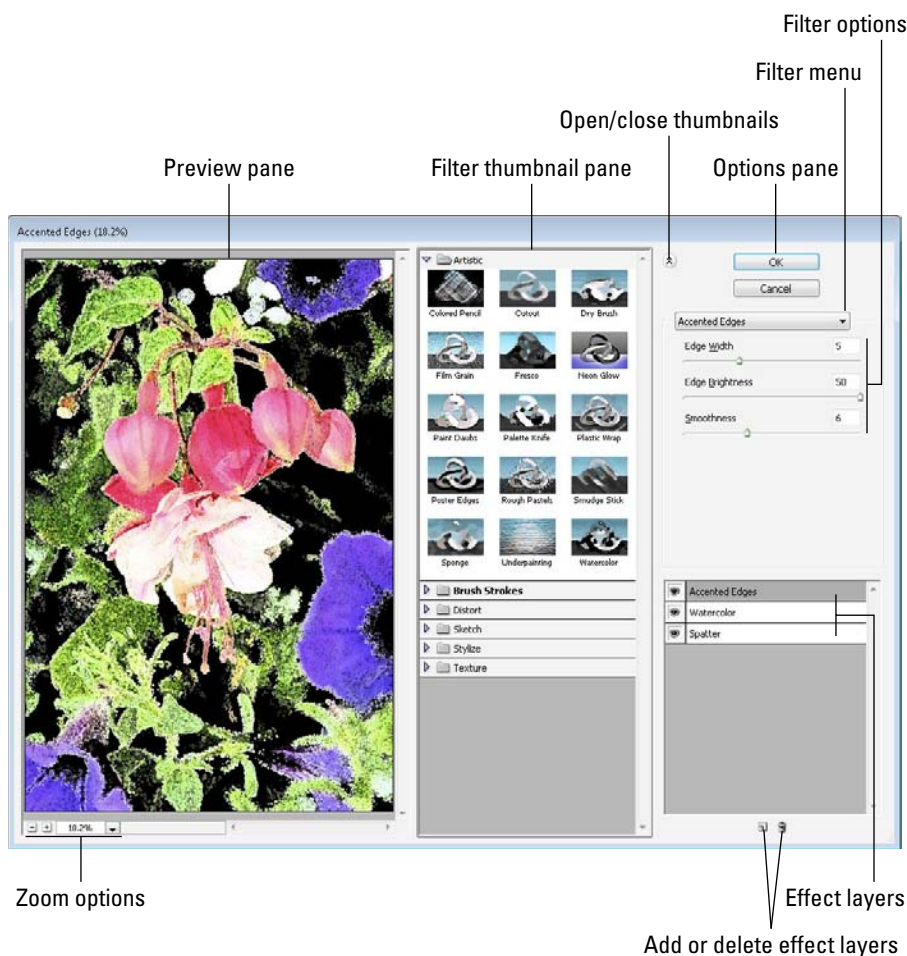 Filter options
Filter menu
Open/close thumbnails
Preview pane
Filter thumbnail pane
Options pane
Accented Edges (18.2%)
Artistic
OK
Cancel
Colored Pencil
Cutout
Dry Brush
Accented Edges
Edge Width
5
Film Grain
Fresco
Neon Glow
Edge Brightness
50
Smoothness
6
Paint Daubs
Palette Knife
Plastic Wrap
Poster Edges
Rough Pastels
Smudge Stick
Sponge
Underpainting
Watercolor
Brush Strokes
Distort
Sketch
Stylize
Texture
Accented Edges
Watercolor
Spatter
18.2%
Zoom options
Effect layers
Add or delete effect layers